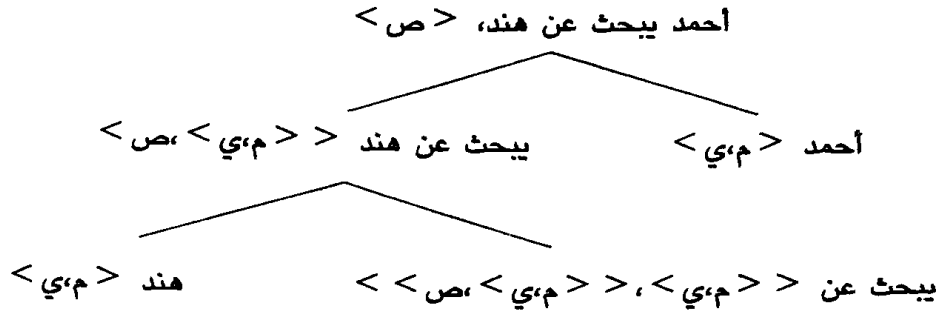 أحمد يبحث عن هند، <ص>
أحمد <م،ي>
يبحث عن هند < <م،ي>،ص>
يبحث عن < <م،ي>، < <م،ي>،ص> >
هند <م،ي>